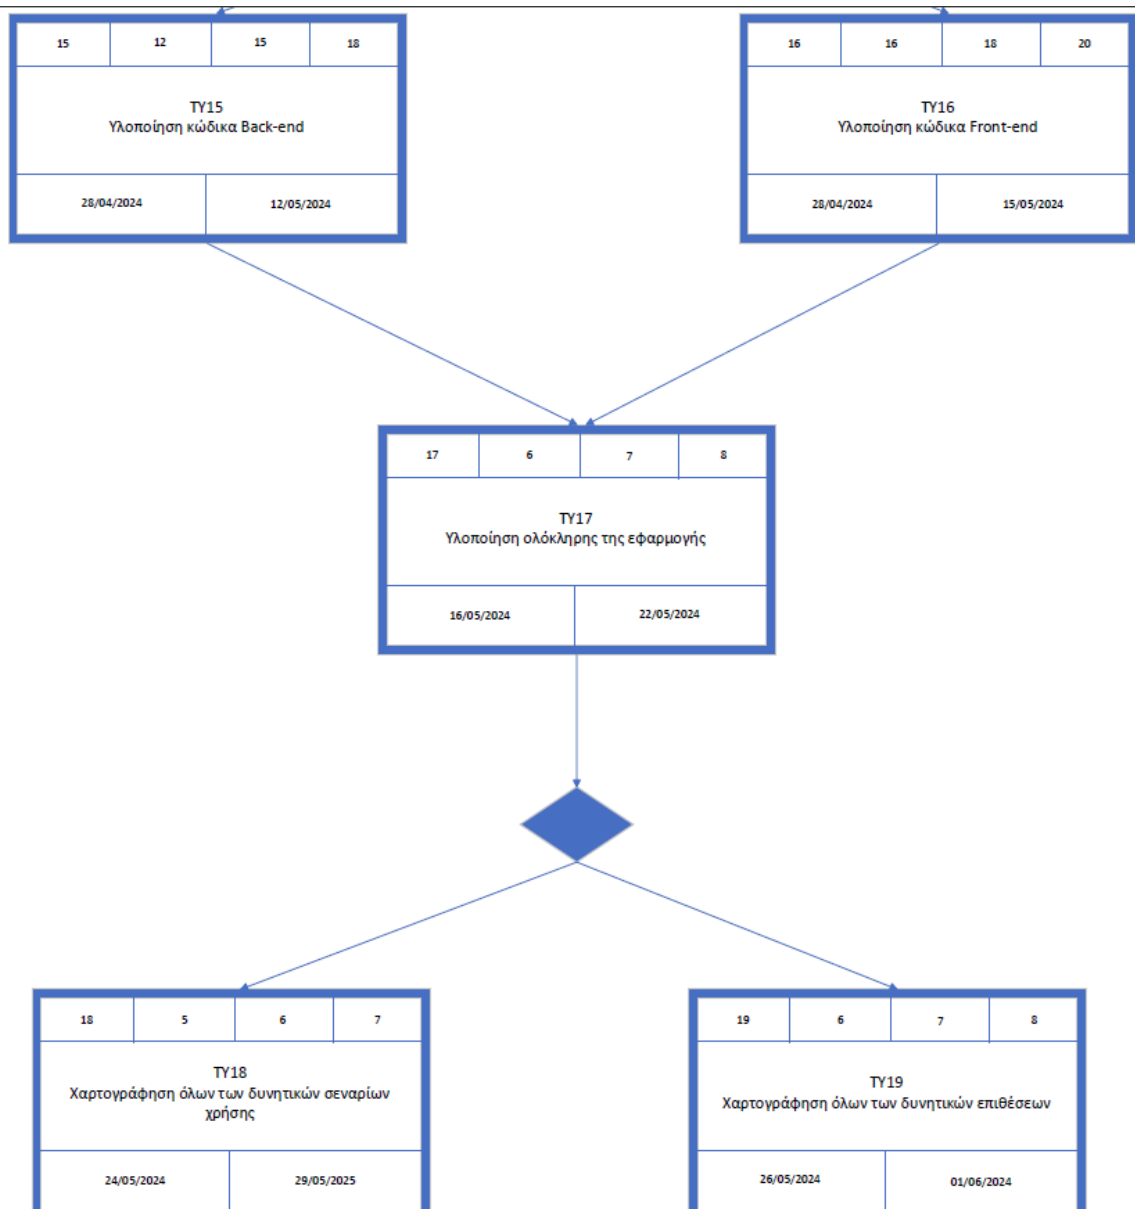 15 12 15 18
ΤΥ15
Υλοποίηση κώδικα Back-end
28/04/2024 12/05/2024
16 16 18 20
ΤΥ16
Υλοποίηση κώδικα Front-end
28/04/2024 15/05/2024
17 6 7 8
ΤΥ17
Υλοποίηση ολόκληρης της εφαρμογής
16/05/2024 22/05/2024
18 5 6 7
ΤΥ18
Χαρτογράφηση όλων των δυνητικών σεναρίων
χρήσης
24/05/2024 29/05/2025
19 6 7 8
ΤΥ19
Χαρτογράφηση όλων των δυνητικών επιθέσεων
26/05/2024 01/06/2024